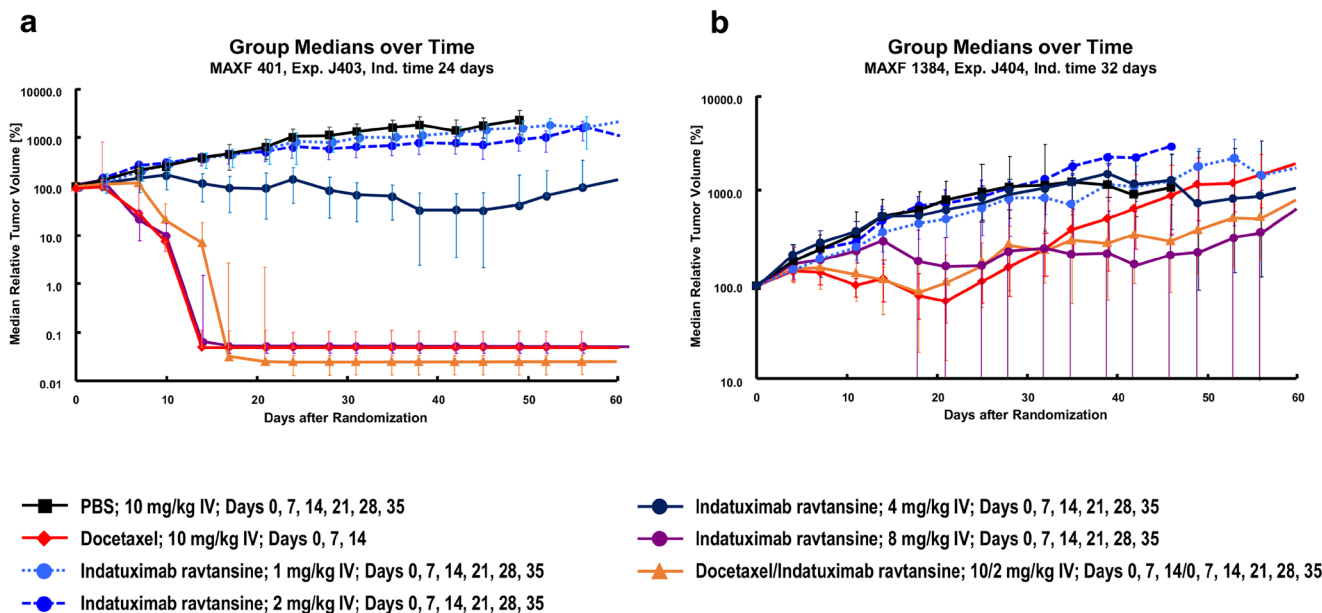 a
Group Medians over Time
MAXF 401, Exp. J403, Ind. time 24 days
Median Relative Tumor Volume [%]
10000.0
1000.0
100.0
10.0
1.0
0.1
0.01
0 10 20 30 40 50 60
Days after Randomization
b
Group Medians over Time
MAXF 1384, Exp. J404, Ind. time 32 days
Median Relative Tumor Volume [%]
10000.0
1000.0
100.0
10.0
0 10 20 30 40 50 60
Days after Randomization
PBS; 10 mg/kg IV; Days 0, 7, 14, 21, 28, 35
Docetaxel; 10 mg/kg IV; Days 0, 7, 14
Indatuximab ravtansine; 1 mg/kg IV; Days 0, 7, 14, 21, 28, 35
Indatuximab ravtansine; 2 mg/kg IV; Days 0, 7, 14, 21, 28, 35
Indatuximab ravtansine; 4 mg/kg IV; Days 0, 7, 14, 21, 28, 35
Indatuximab ravtansine; 8 mg/kg IV; Days 0, 7, 14, 21, 28, 35
Docetaxel/Indatuximab ravtansine; 10/2 mg/kg IV; Days 0, 7, 14/0, 7, 14, 21, 28, 35